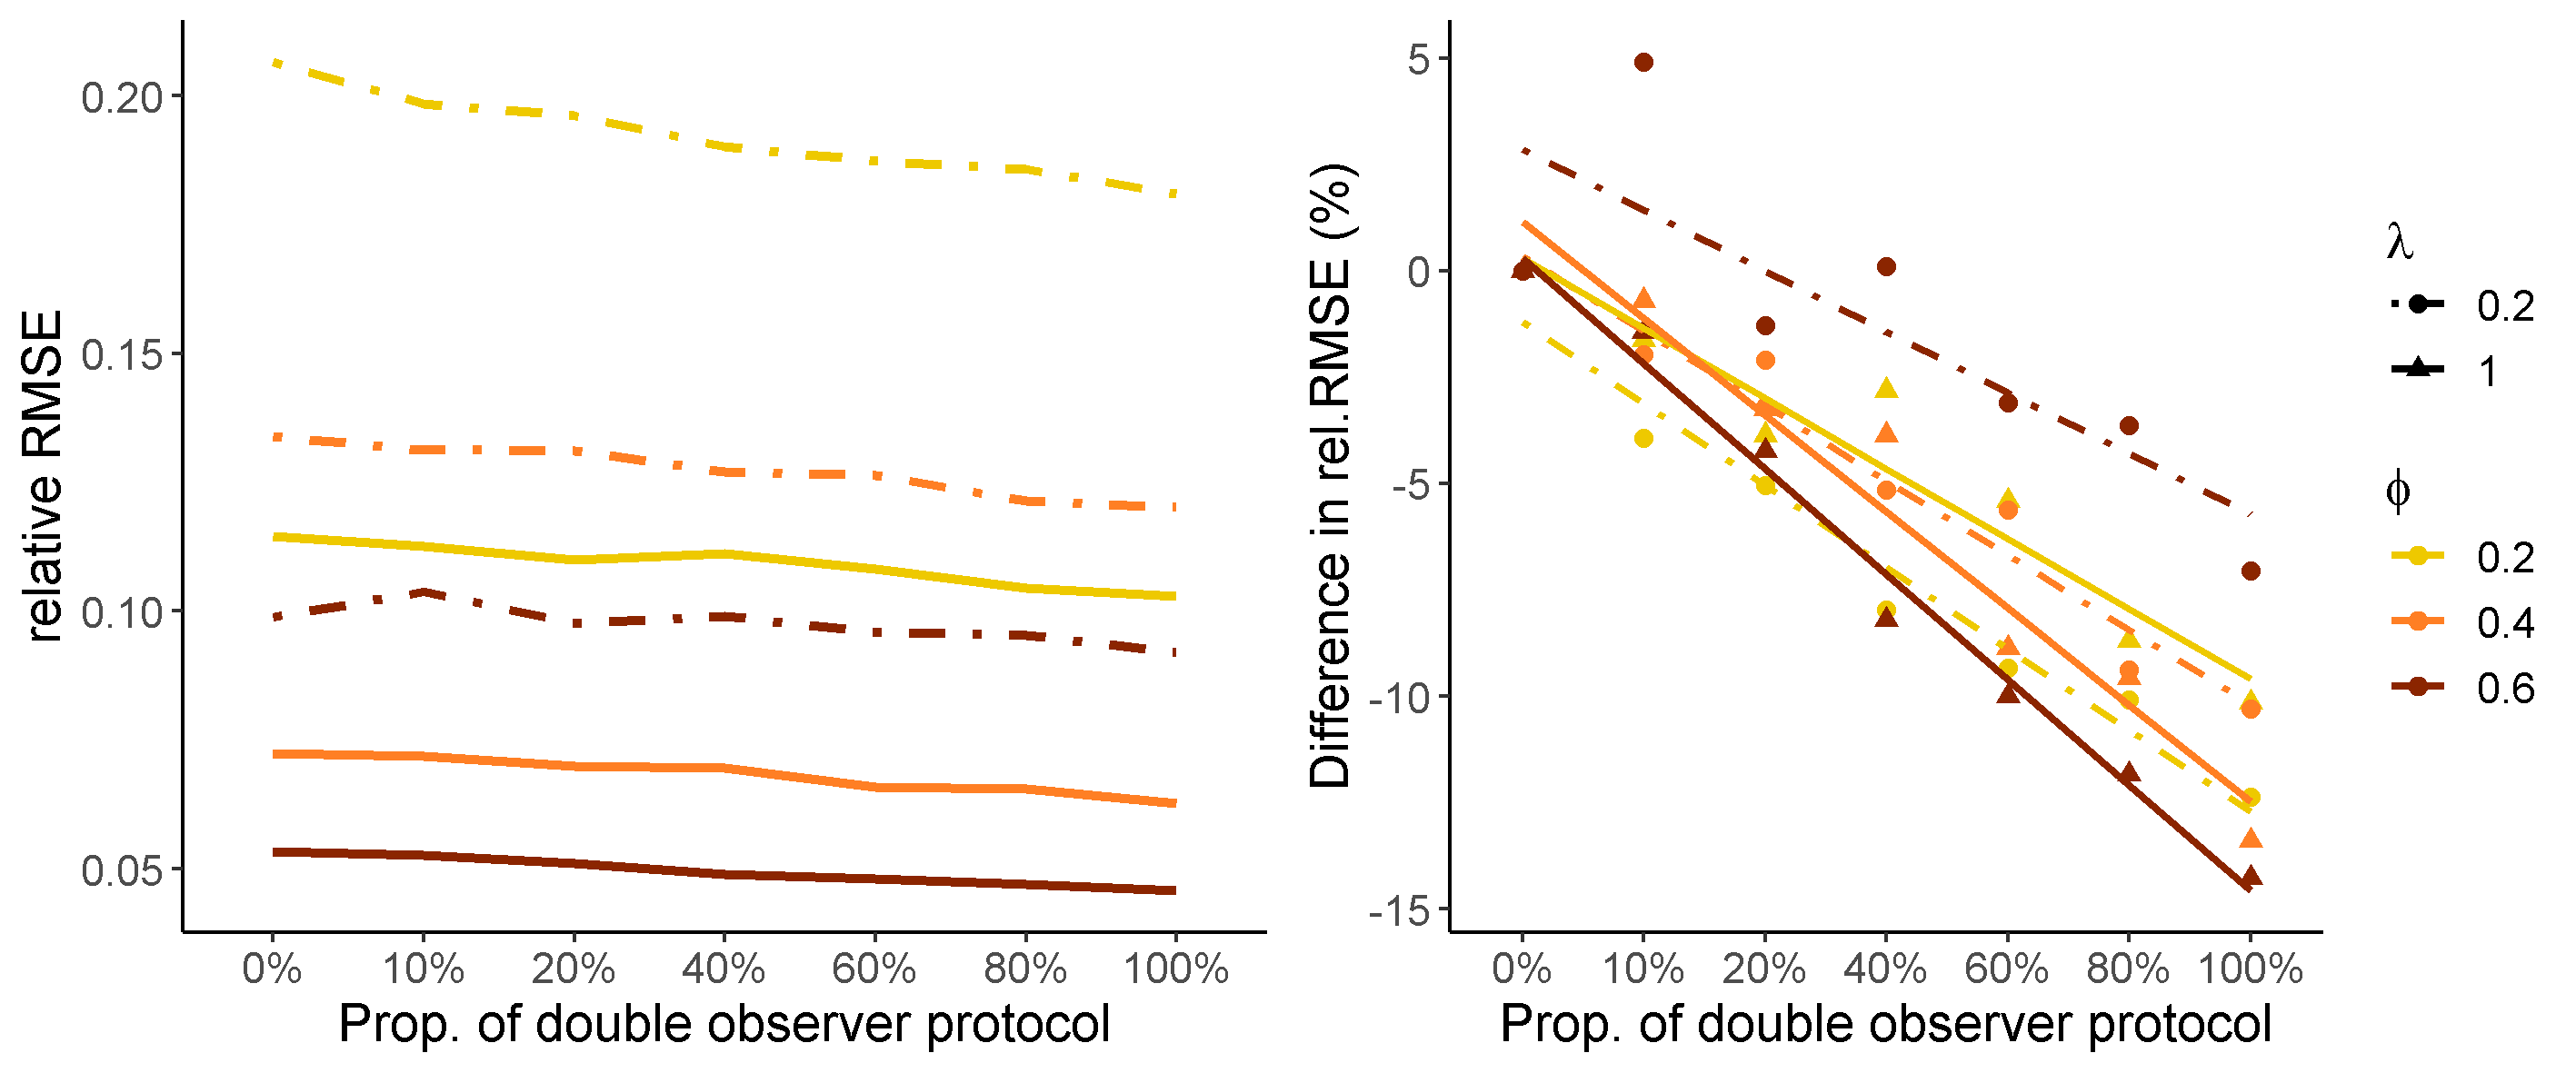 relative RMSE
0.20
0.15
0.10
0.05
0% 10% 20% 40% 60% 80% 100%
Prop. of double observer protocol
Difference in rel.RMSE (%)
5
0
-5
-10
-15
0% 10% 20% 40% 60% 80% 100%
Prop. of double observer protocol
λ
0.2
1
ϕ
0.2
0.4
0.6